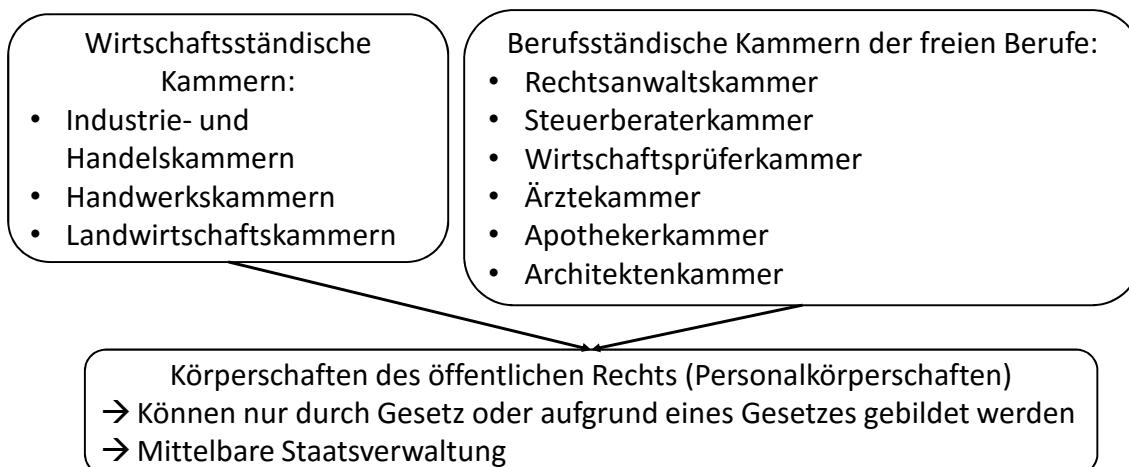 Wirtschaftsständische
Kammern:
• Industrie- und
Handelskammern
• Handwerkskammern
• Landwirtschaftskammern
Berufsständische Kammern der freien Berufe:
• Rechtsanwaltskammer
• Steuerberaterkammer
• Wirtschaftsprüferkammer
• Ärztekammer
• Apothekerkammer
• Architektenkammer
Körperschaften des öffentlichen Rechts (Personalkörperschaften)
→ Können nur durch Gesetz oder aufgrund eines Gesetzes gebildet werden
→ Mittelbare Staatsverwaltung